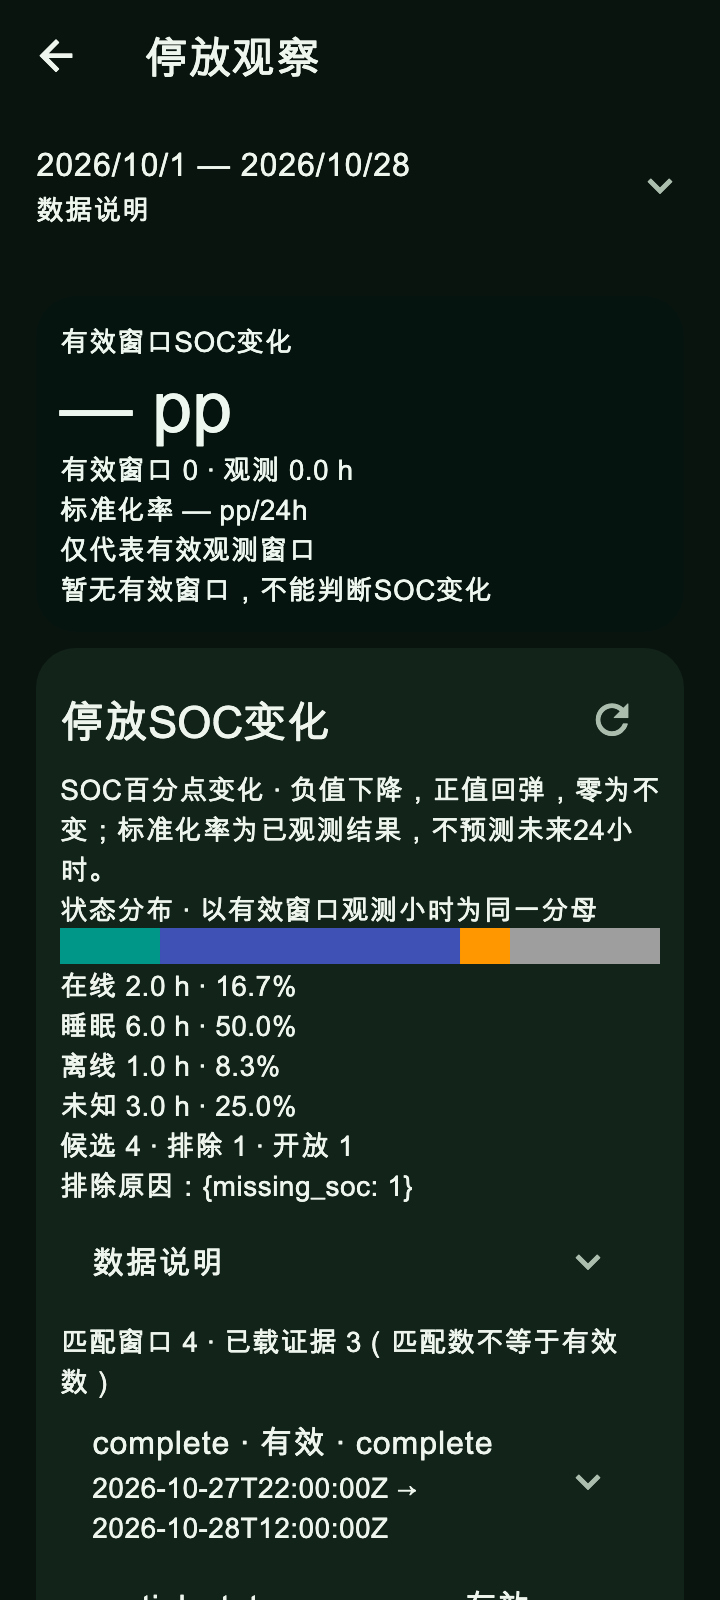 停放观察
2026/10/1 — 2026/10/28
数据说明
有效窗口SOC变化
— pp
有效窗口 0 · 观测 0.0 h
标准化率 — pp/24h
仅代表有效观测窗口
暂无有效窗口，不能判断SOC变化
停放SOC变化
SOC百分点变化 · 负值下降，正值回弹，零为不
变；标准化率为已观测结果，不预测未来24小
时。
状态分布 · 以有效窗口观测小时为同一分母
在线 2.0 h · 16.7%
睡眠 6.0 h · 50.0%
离线 1.0 h · 8.3%
未知 3.0 h · 25.0%
候选 4 · 排除 1 · 开放 1
排除原因：{missing_soc: 1}
数据说明
匹配窗口 4 · 已载证据 3（匹配数不等于有效
数）
complete · 有效 · complete
2026-10-27T22:00:00Z →
2026-10-28T12:00:00Z